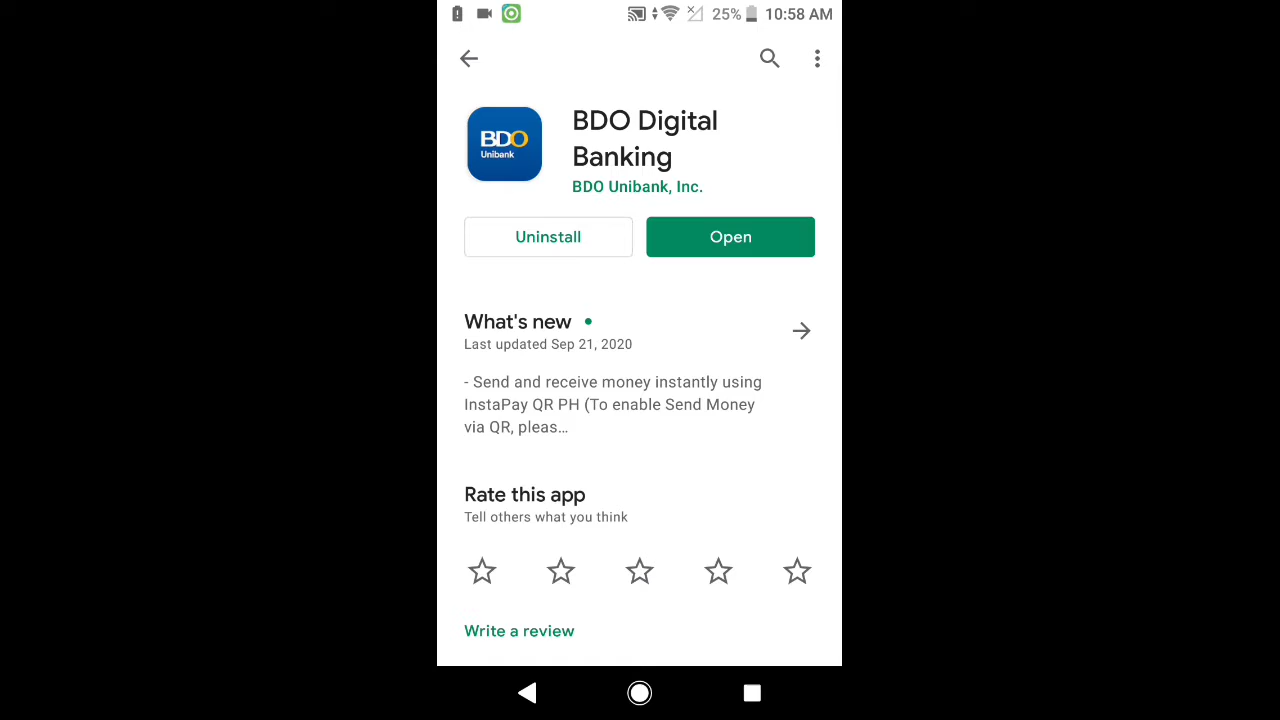 25% 10:58 AM
BDO
Unibank
BDO Digital
Banking
BDO Unibank, Inc.
Uninstall
Open
What's new
Last updated Sep 21, 2020
- Send and receive money instantly using
InstaPay QR PH (To enable Send Money
via QR, pleas…
Rate this app
Tell others what you think
Write a review